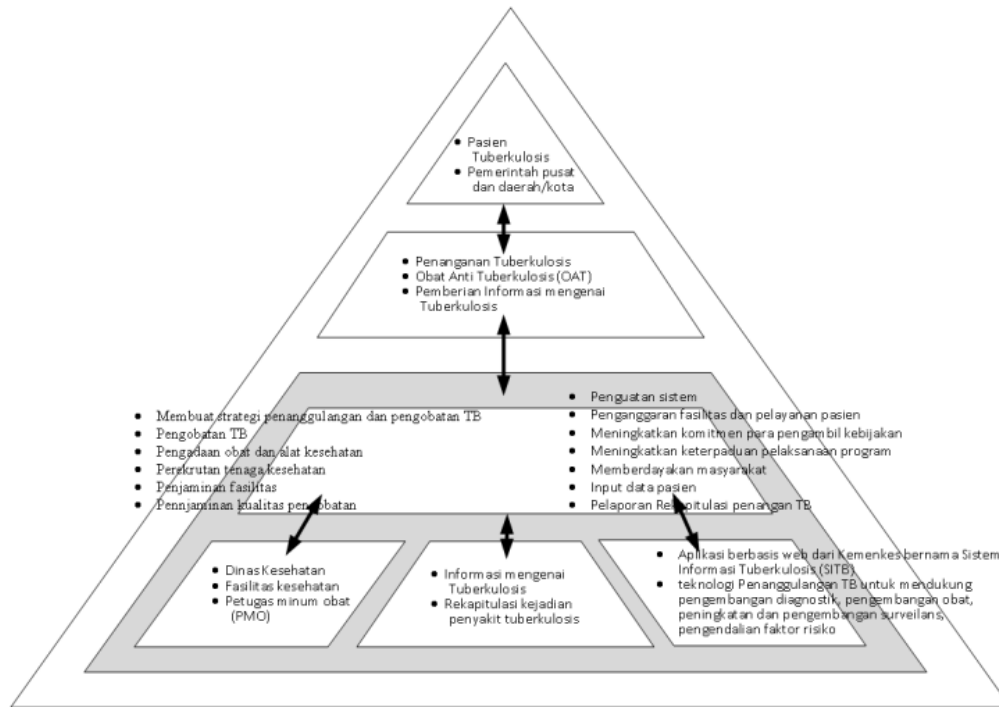 • Pasien
Tuberkulosis
• Pemerintah pusat
dan daerah/kota
• Penanganan Tuberkulosis
• Obat Anti Tuberkulosis (OAT)
• Pemberian Informasi mengenai
Tuberkulosis
• Membuat strategi penanggulangan dan pengobatan TB
• Pengobatan TB
• Pengadaan obat dan alat kesehatan
• Perekrutan tenaga kesehatan
• Penjaminan fasilitas
• Pennjaminan kualitas pengobatan
• Penguatan sistem
• Penganggaran fasilitas dan pelayanan pasien
• Meningkatkan komitmen para pengambil kebijakan
• Meningkatkan keterpaduan pelaksanaan program
• Memberdayakan masyarakat
• Input data pasien
• Pelaporan Rekapitulasi penangan TB
• Dinas Kesehatan
• Fasilitas kesehatan
• Petugas minum obat
(PMO)
• Informasi mengenai
Tuberkulosis
• Rekapitulasi kejadian
penyakit tuberkulosis
• Aplikasi berbasis web dari Kemenkes bernama Sistem
Informasi Tuberkulosis (SITB)
• teknologi Penanggulangan TB untuk mendukung
pengembangan diagnostik, pengembangan obat,
peningkatan dan pengembangan surveilans,
pengendalian faktor risiko